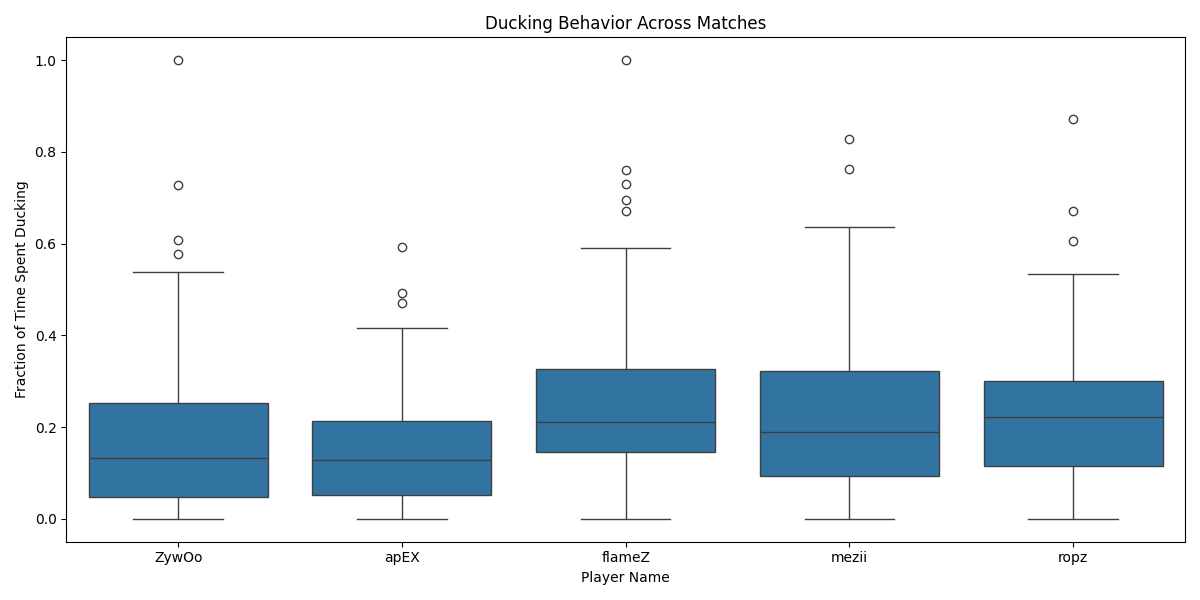 Ducking Behavior Across Matches
Fraction of Time Spent Ducking
1.0
0.8
0.6
0.4
0.2
0.0
ZywOo
apEX
flameZ
mezii
ropz
Player Name